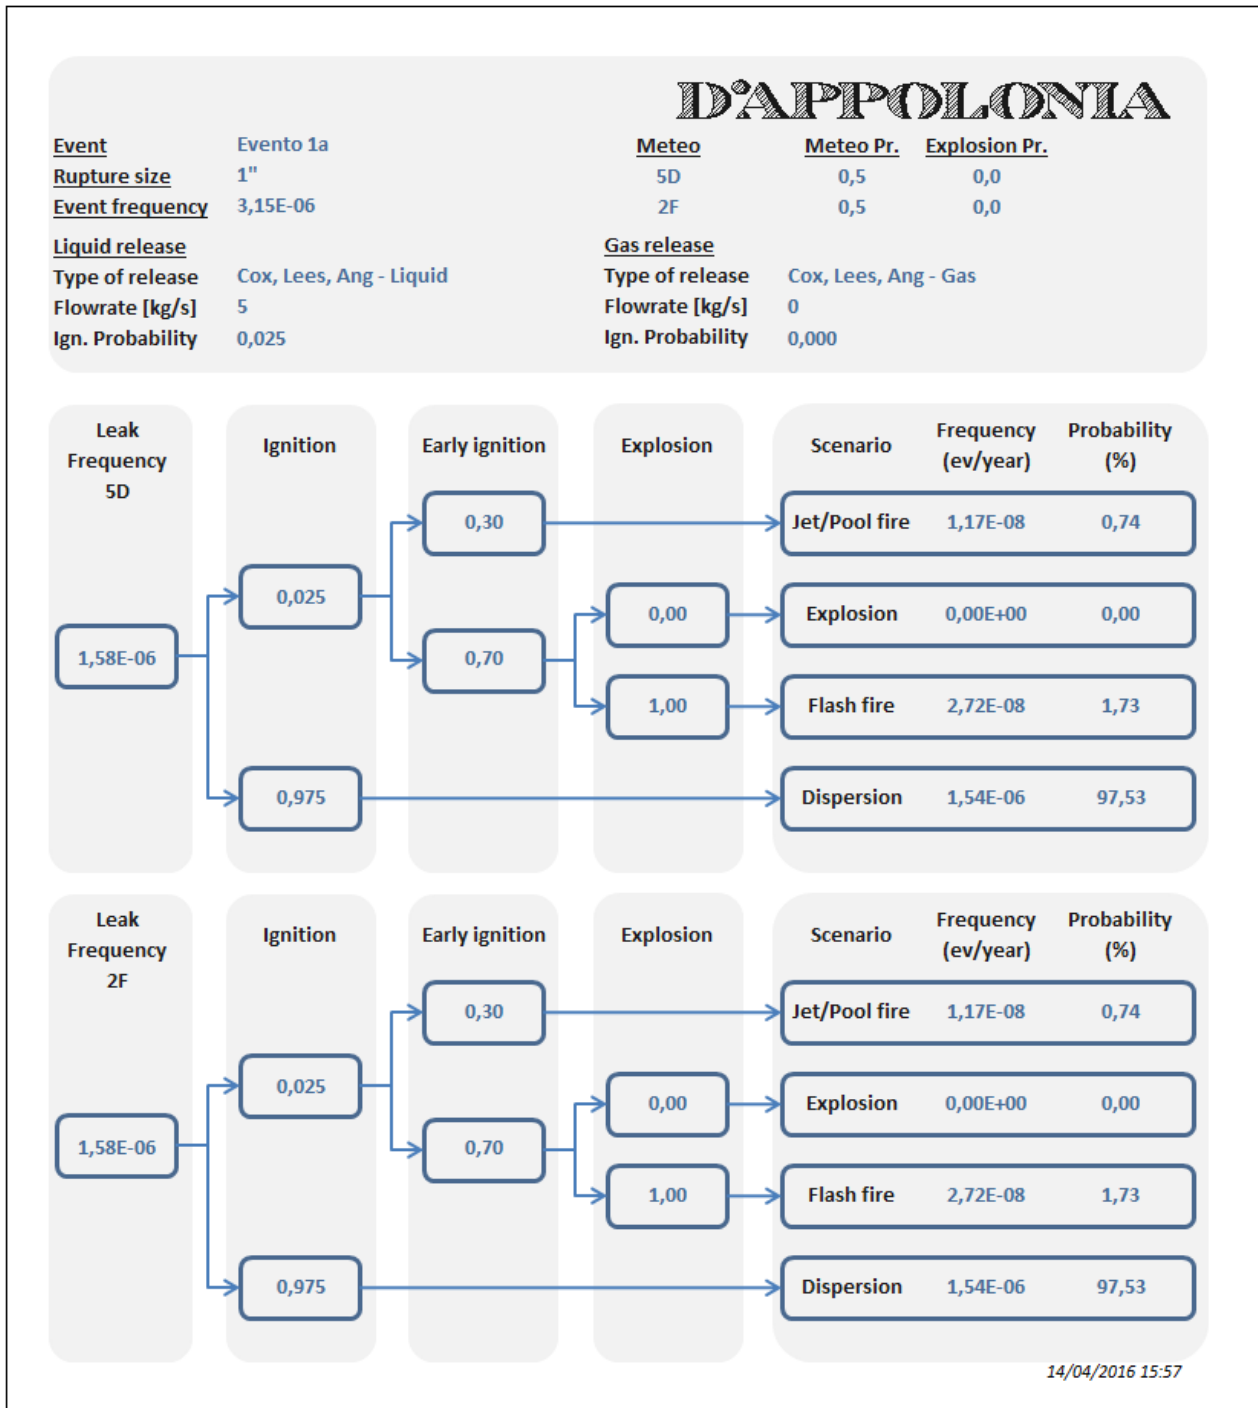 D'APPOLONIA
Event Evento 1a
Rupture size 1"
Event frequency 3,15E-06
Meteo Meteo Pr. Explosion Pr.
5D 0,5 0,0
2F 0,5 0,0
Liquid release
Type of release Cox, Lees, Ang - Liquid
Flowrate [kg/s] 5
Ign. Probability 0,025
Gas release
Type of release Cox, Lees, Ang - Gas
Flowrate [kg/s] 0
Ign. Probability 0,000
Leak
Frequency
5D
Ignition
Early ignition
Explosion
Scenario
Frequency
(ev/year)
Probability
(%)
1,58E-06
0,025
0,975
0,30
0,70
0,00
1,00
Jet/Pool fire 1,17E-08 0,74
Explosion 0,00E+00 0,00
Flash fire 2,72E-08 1,73
Dispersion 1,54E-06 97,53
Leak
Frequency
2F
Ignition
Early ignition
Explosion
Scenario
Frequency
(ev/year)
Probability
(%)
1,58E-06
0,025
0,975
0,30
0,70
0,00
1,00
Jet/Pool fire 1,17E-08 0,74
Explosion 0,00E+00 0,00
Flash fire 2,72E-08 1,73
Dispersion 1,54E-06 97,53
14/04/2016 15:57